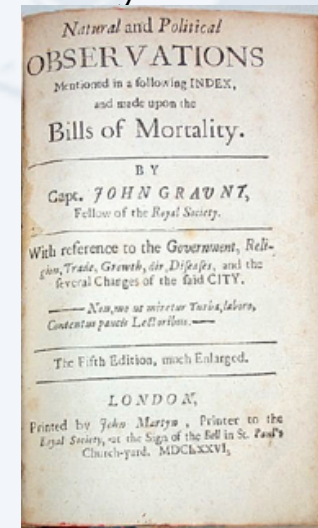 Natural and Political
OBSERVATIONS
Mentioned in a following INDEX,
and made upon the
Bills of Mortality.
BY
Capt. JOHN GRAUNT,
Fellow of the Royal Society.
With reference to the Government, Reli-
gion, Trade, Growth, Air, Diseases, and the
several Changes of the said CITY.
—— Non, me ut miretur Turba, laboro,
Contentus paucis Lectoribus. ——
The Fifth Edition, much Enlarged.
LONDON,
Printed by John Martyn, Printer to the
Royal Society, at the Sign of the Bell in St. Paul's
Church-yard. MDCLXXVI.